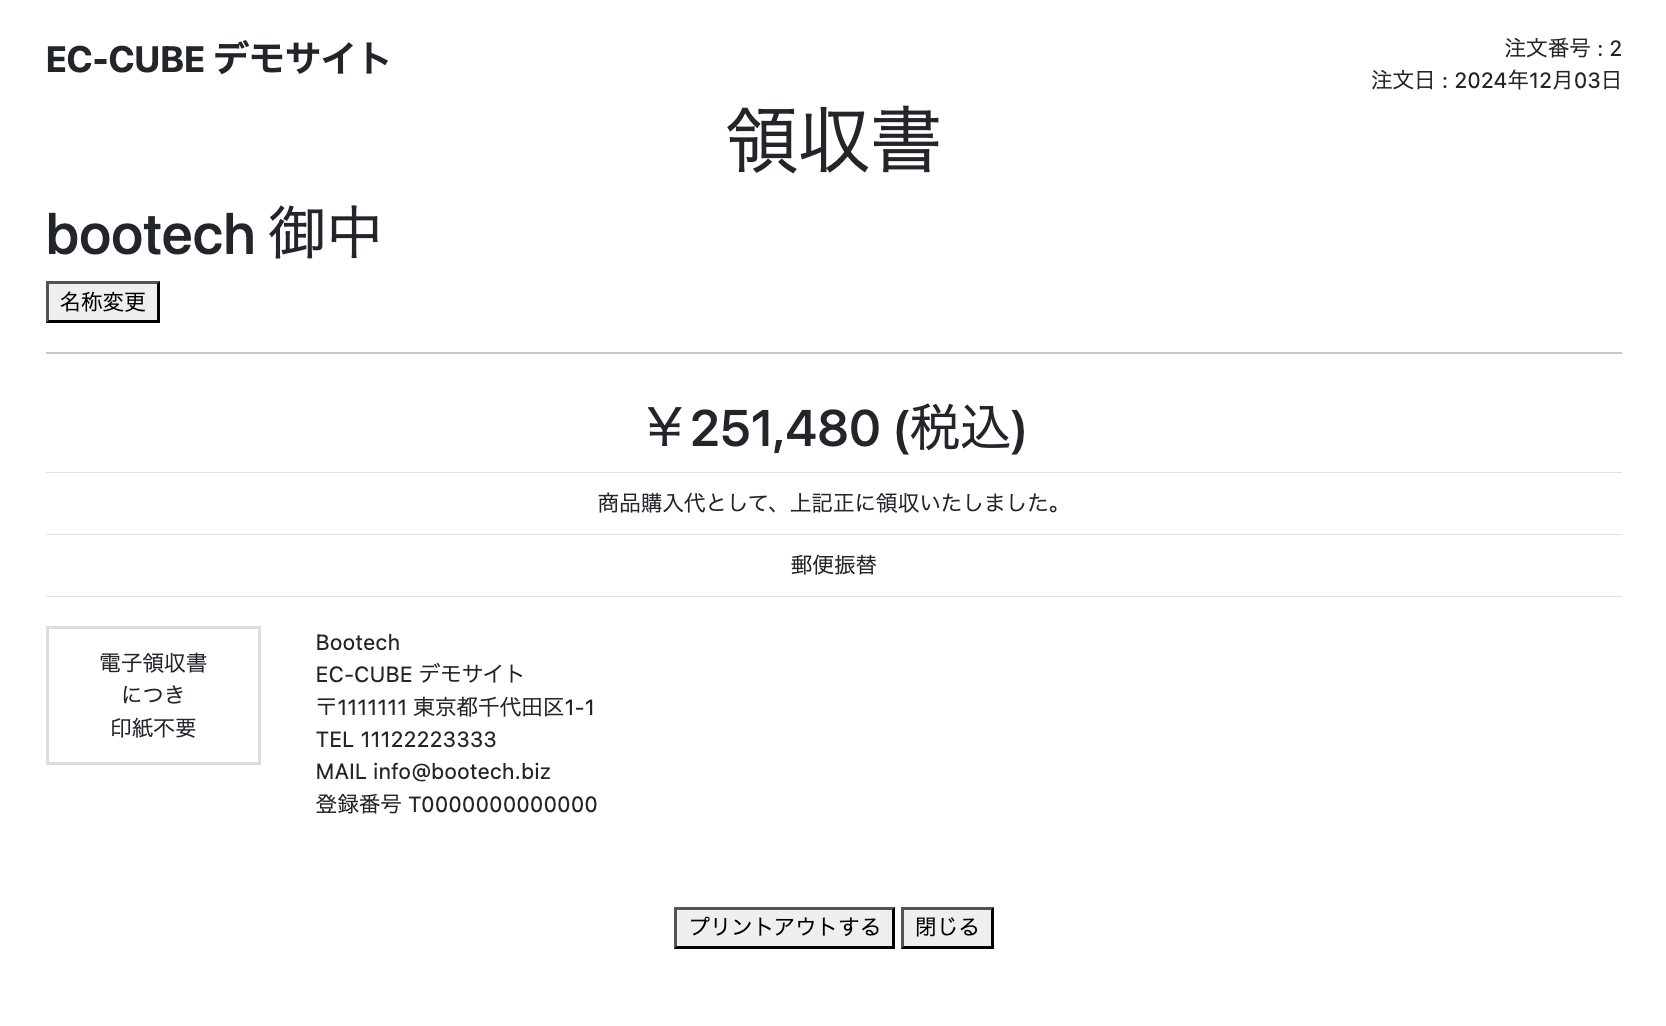 EC-CUBE デモサイト
注文番号 : 2
注文日 : 2024年12月03日
領収書
bootech 御中
名称変更
￥251,480 (税込)
商品購入代として、上記正に領収いたしました。
郵便振替
電子領収書
につき
印紙不要
Bootech
EC-CUBE デモサイト
〒1111111 東京都千代田区1-1
TEL 11122223333
MAIL info@bootech.biz
登録番号 T0000000000000
プリントアウトする 閉じる